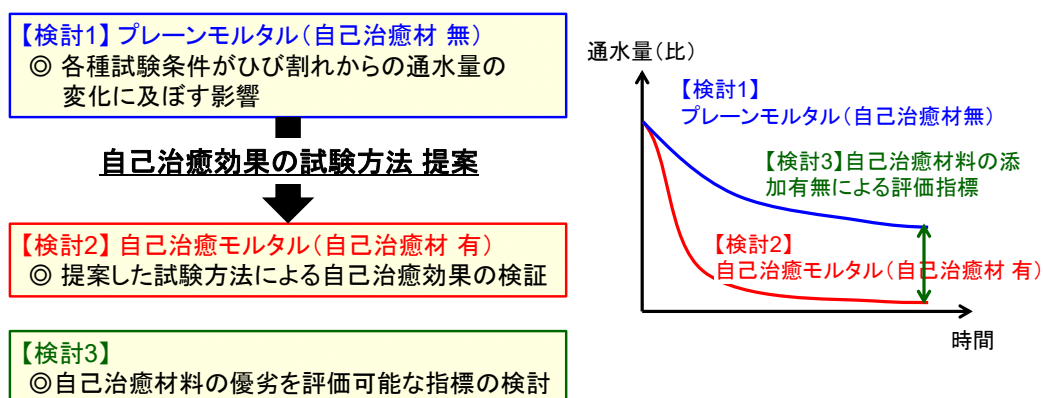 【検討1】 プレーンモルタル（自己治癒材 無）
◎ 各種試験条件がひび割れからの通水量の
変化に及ぼす影響
自己治癒効果の試験方法 提案
【検討2】 自己治癒モルタル（自己治癒材 有）
◎ 提案した試験方法による自己治癒効果の検証
【検討3】
◎自己治癒材料の優劣を評価可能な指標の検討
通水量（比）
【検討1】
プレーンモルタル（自己治癒材無）
【検討3】自己治癒材料の添
加有無による評価指標
【検討2】
自己治癒モルタル（自己治癒材 有）
時間